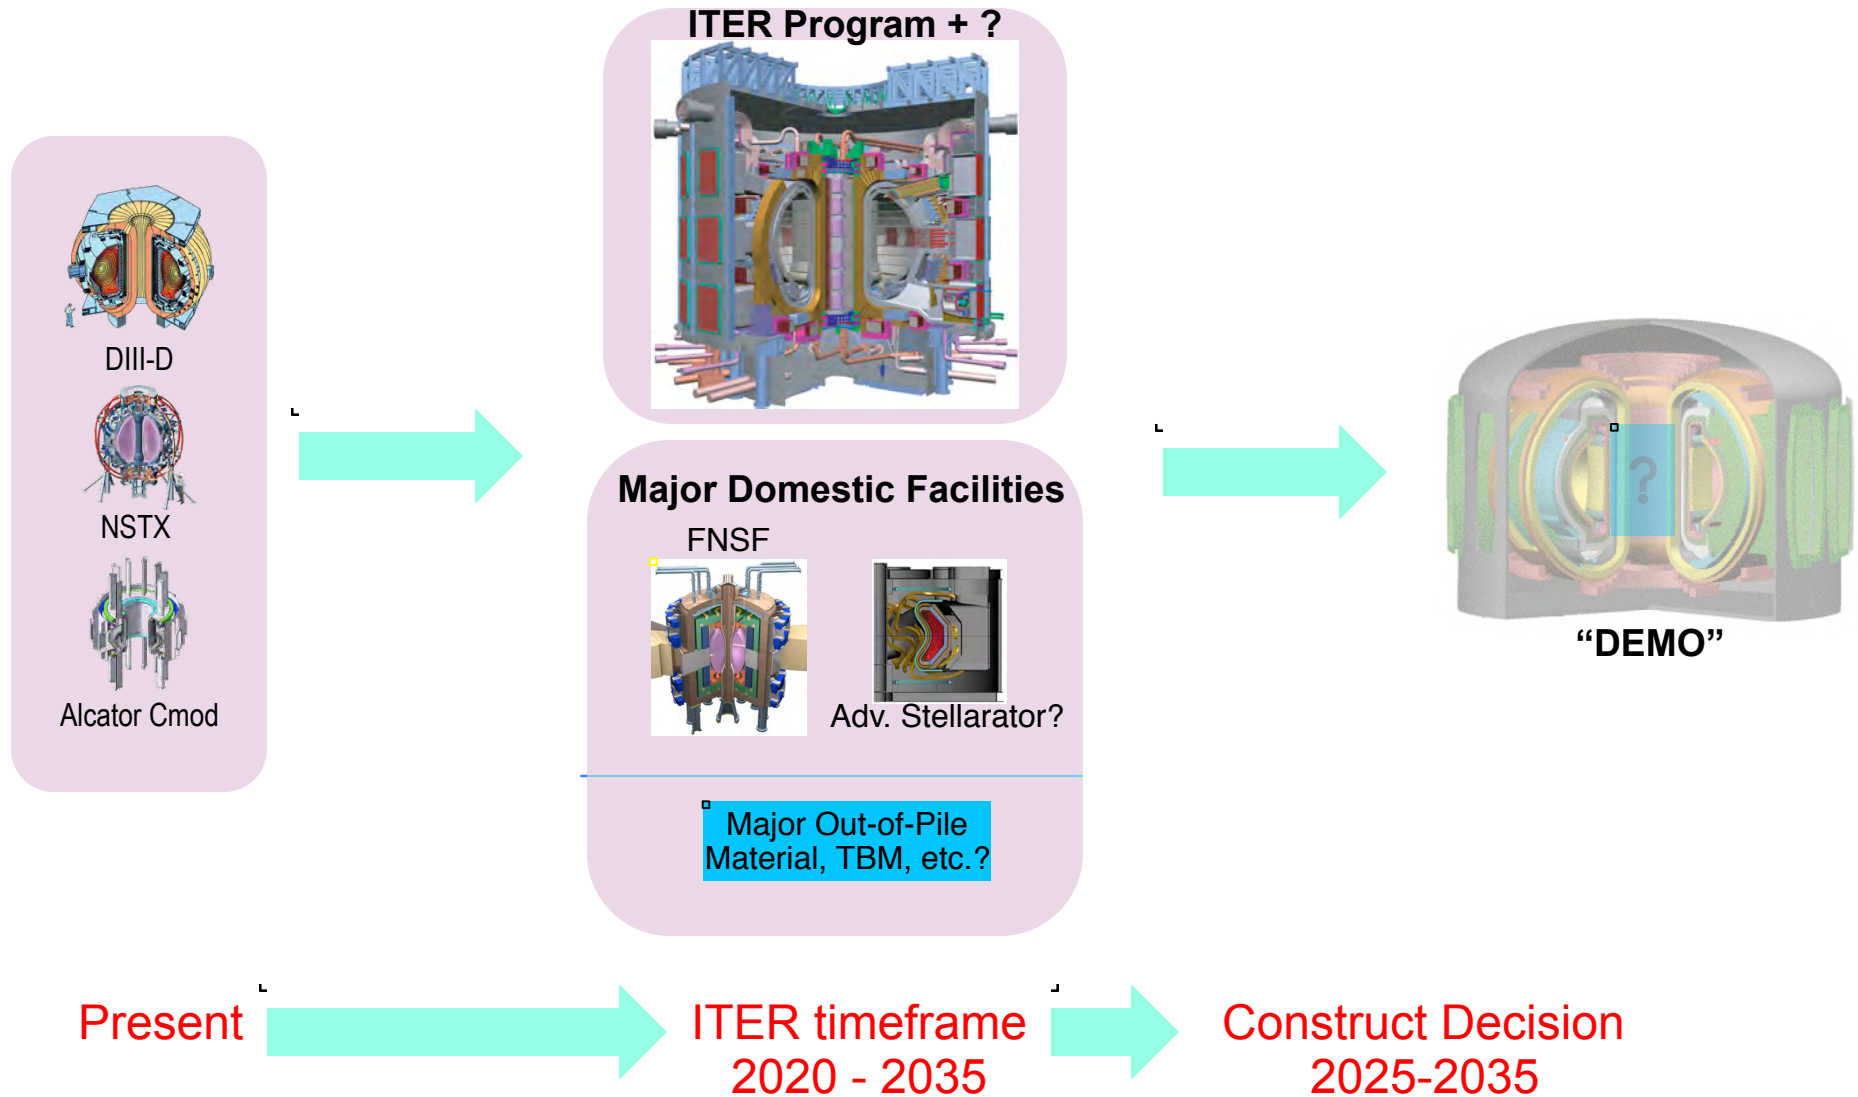 ITER Program + ?
DIII-D
NSTX
Alcator Cmod
Major Domestic Facilities
FNSF
Adv. Stellarator?
Major Out-of-Pile
Material, TBM, etc.?
?
“DEMO”
Present
ITER timeframe
2020 - 2035
Construct Decision
2025-2035